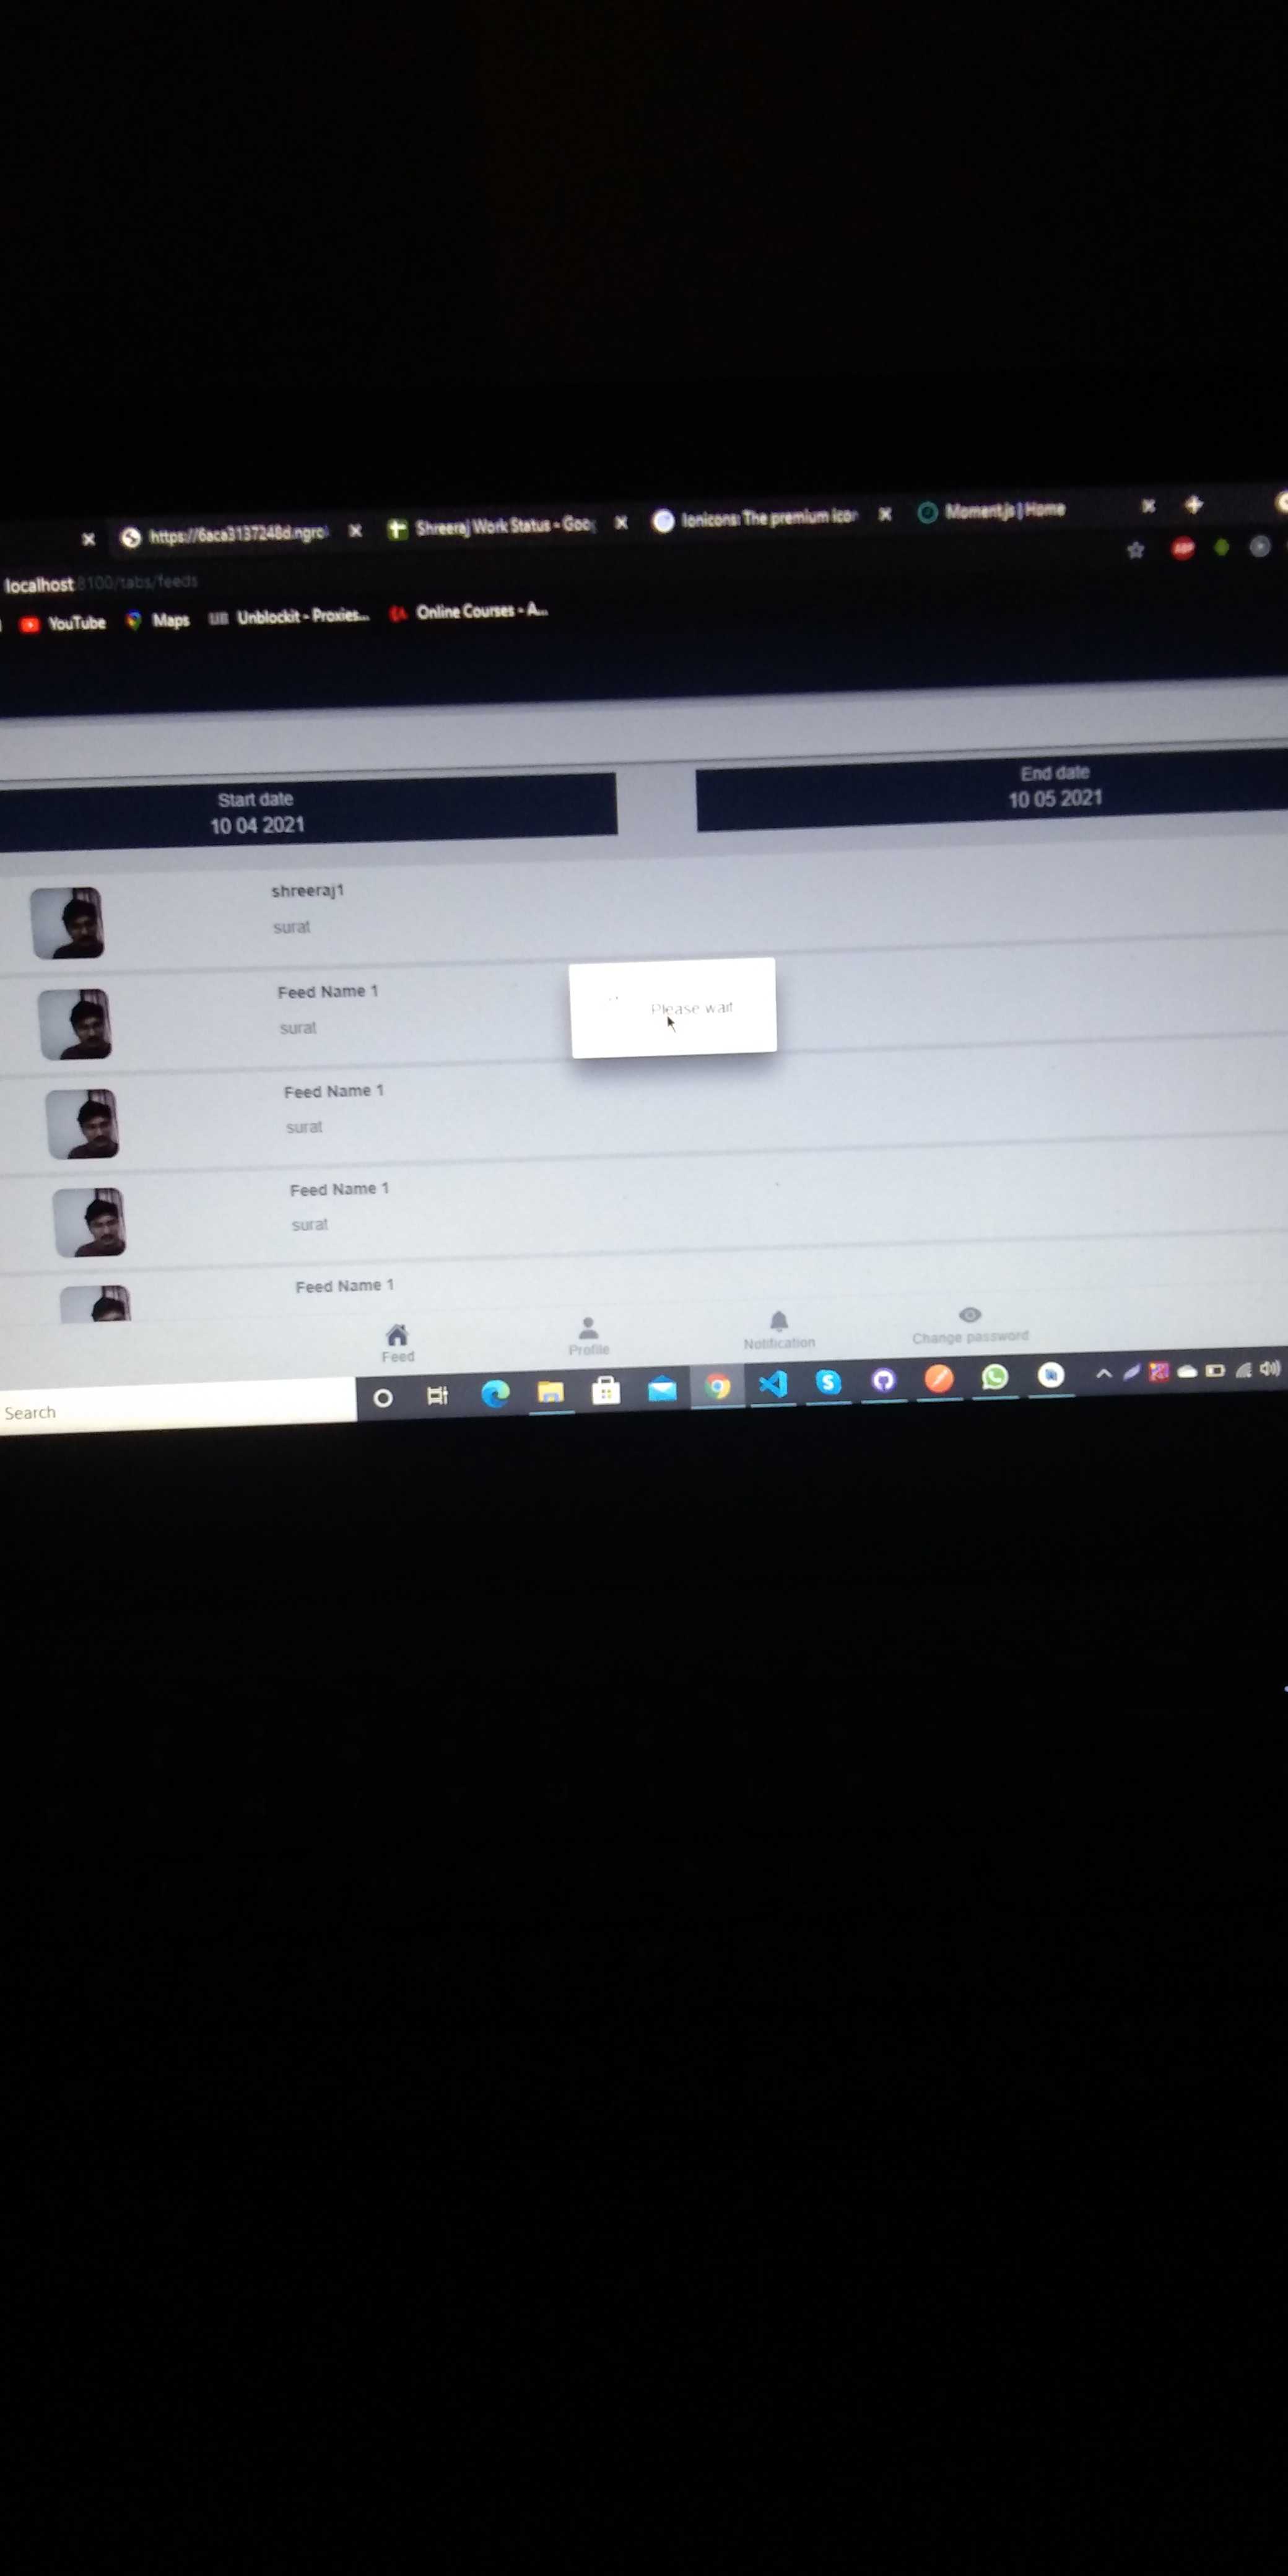 https://6aca3137248d.ngro
Shreeraj Work Status - Goo
Ionicons: The premium ico
Moment.js | Home
localhost:8100/tabs/feeds
ABP
YouTube
Maps
UB
Unblockit - Proxies...
Online Courses - A...
Start date
10 04 2021
End date
10 05 2021
shreeraj1
surat
Feed Name 1
surat
Please wait
Feed Name 1
surat
Feed Name 1
surat
Feed Name 1
Feed
Profile
Notification
Change password
Search